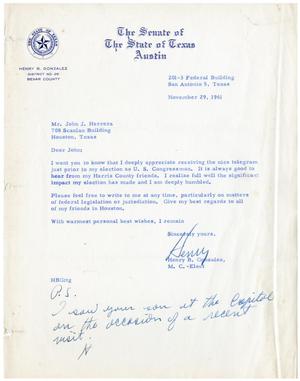 The Senate of
The State of Texas
Austin
HENRY B. GONZALEZ
DISTRICT NO 26
BEXAR COUNTY
201-3 Federal Building
San Antonio 5, Texas
November 29, 1961
Mr. John J. Herrera
708 Scanlan Building
Houston, Texas
Dear John:
I want you to know that I deeply appreciate receiving the nice telegram
just prior to my election as U. S. Congressman. It is always good to
hear from my Harris County friends. I realize full well the significant
impact my election has made and I am deeply humbled.
Please feel free to write to me at any time, particularly on matters
of federal legislation or jurisdiction. Give my best regards to all
of my friends in Houston.
With warmest personal best wishes, I remain
Sincerely yours,
Henry
Henry B. Gonzalez,
M. C. -Elect
HBG:ng
P.S.
I saw your son at the Capitol
on the occasion of a recent
visit.
H